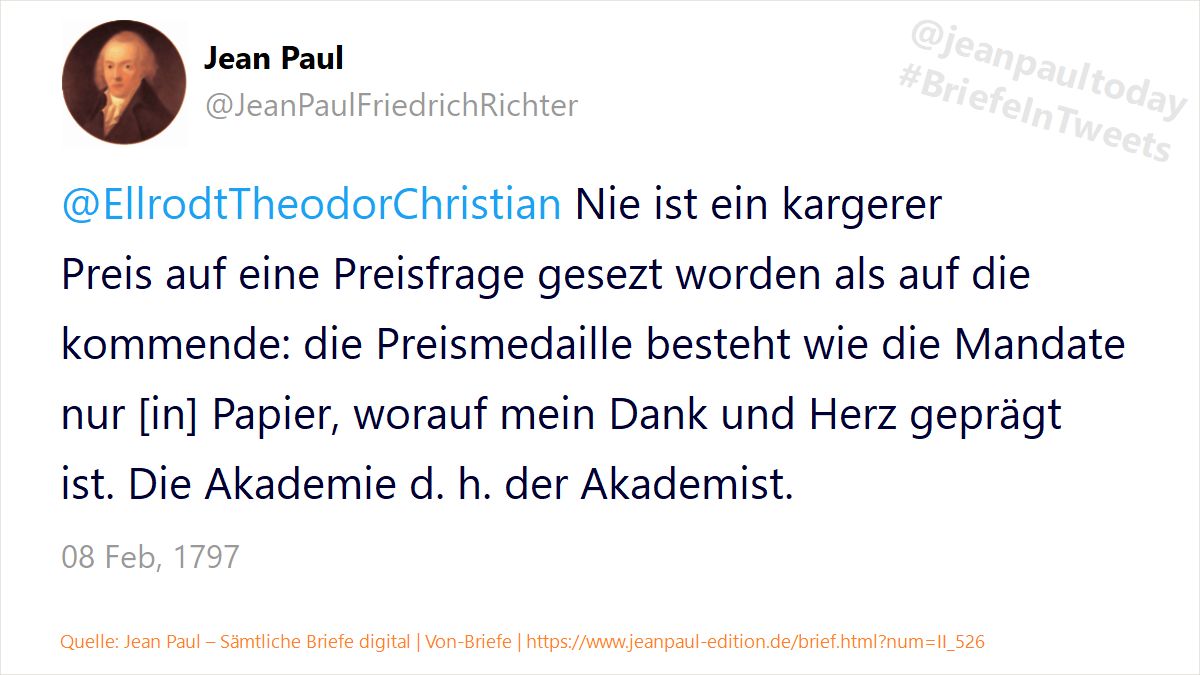 Jean Paul
@JeanPaulFriedrichRichter
@jeanpaultoday
#BriefeInTweets
@EllrodtTheodorChristian Nie ist ein kargerer
Preis auf eine Preisfrage gesezt worden als auf die
kommende: die Preismedaille besteht wie die Mandate
nur [in] Papier, worauf mein Dank und Herz geprägt
ist. Die Akademie d. h. der Akademist.
08 Feb, 1797
Quelle: Jean Paul – Sämtliche Briefe digital | Von-Briefe | https://www.jeanpaul-edition.de/brief.html?num=II_526